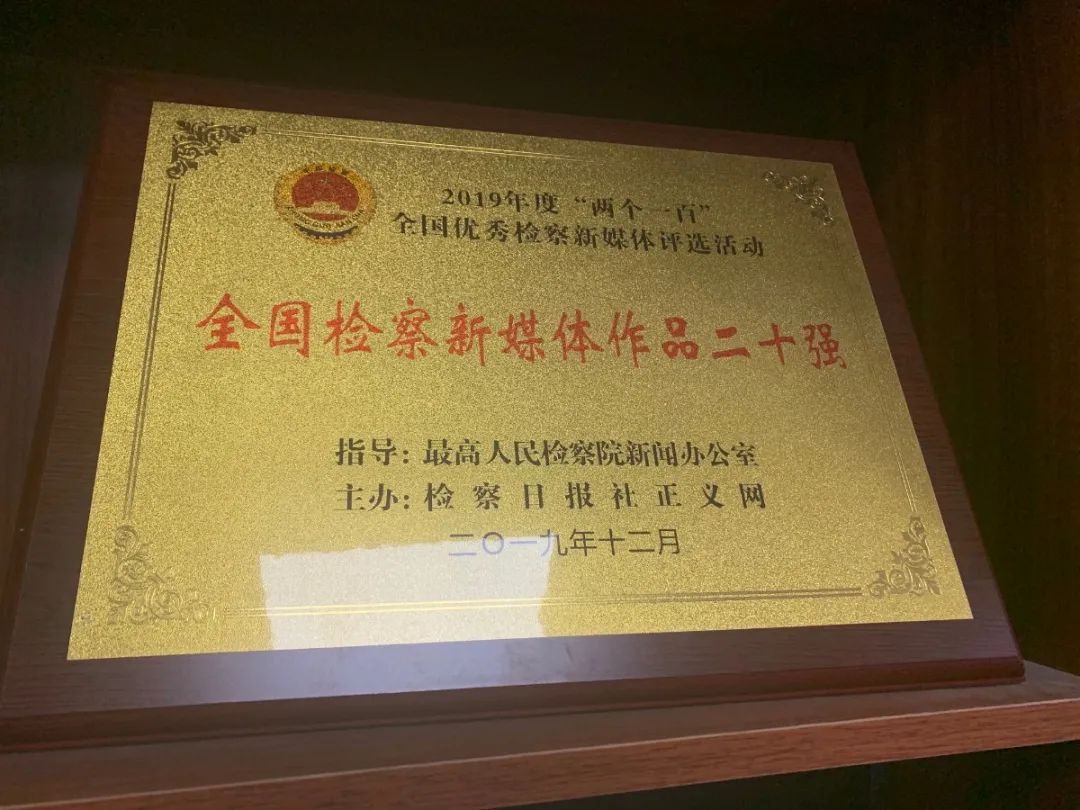 2019年度“两个一百”
全国优秀检察新媒体评选活动
全国检察新媒体作品二十强
指导：最高人民检察院新闻办公室
主办：检察日报社正义网
二〇一九年十二月